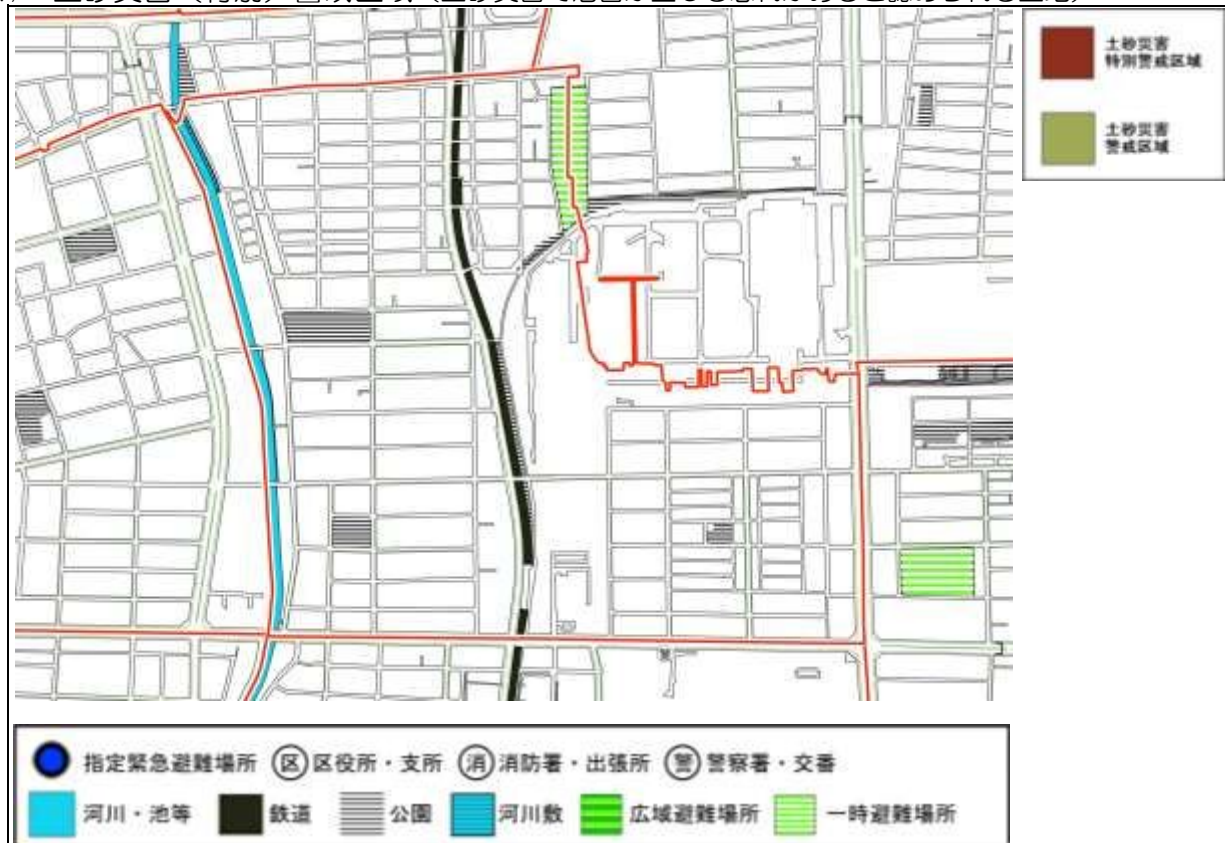 土砂災害
特別警戒区域
土砂災害
警戒区域
指定緊急避難場所 区 区役所・支所 消 消防署・出張所 警 警察署・交番
河川・池等 鉄道 公園 河川敷 広域避難場所 一時避難場所